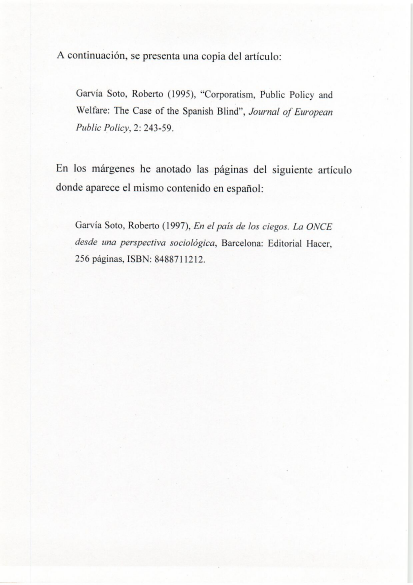 A continuación, se presenta una copia del artículo:
Garvía Soto, Roberto (1995), “Corporatism, Public Policy and
Welfare: The Case of the Spanish Blind”, Journal of European
Public Policy, 2: 243-59.
En los márgenes he anotado las páginas del siguiente artículo
donde aparece el mismo contenido en español:
Garvía Soto, Roberto (1997), En el país de los ciegos. La ONCE
desde una perspectiva sociológica, Barcelona: Editorial Hacer,
256 páginas, ISBN: 8488711212.